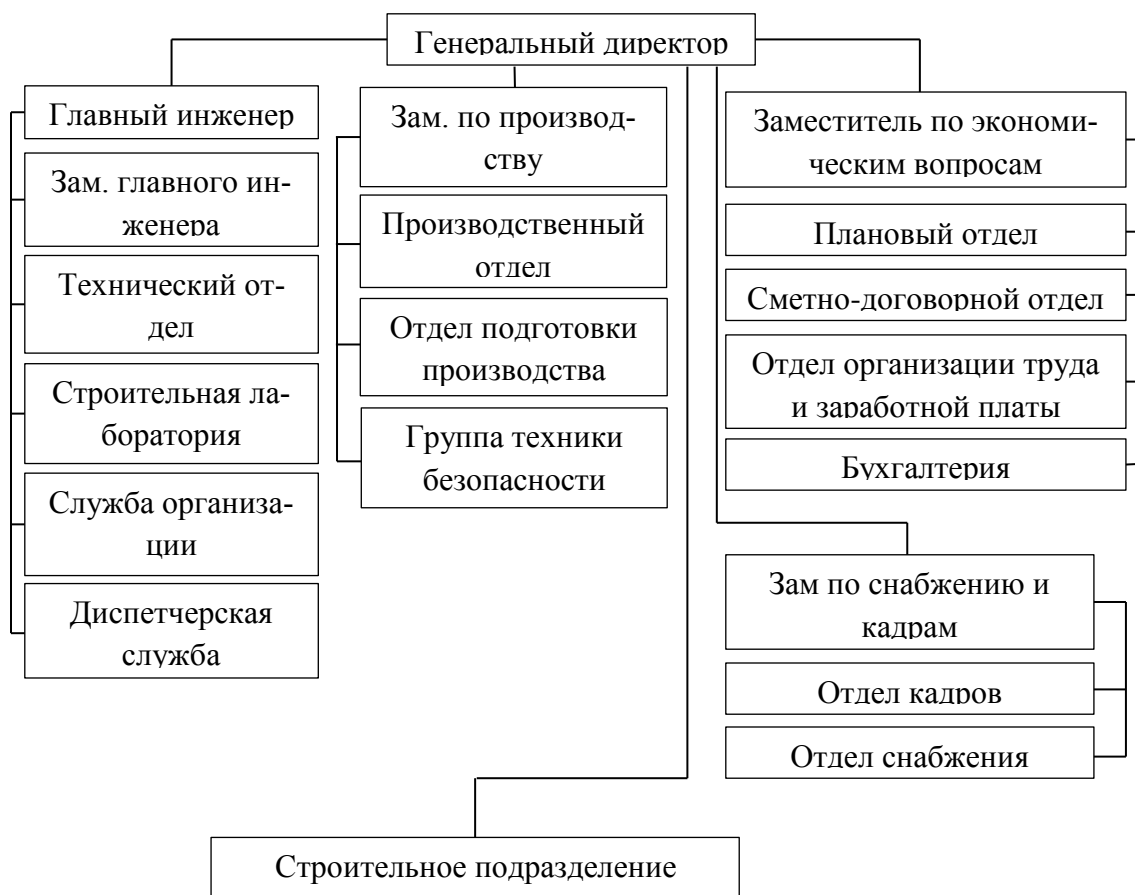 Генеральный директор
Главный инженер
Зам. главного ин-
женера
Технический от-
дел
Строительная ла-
боратория
Служба организа-
ции
Диспетчерская
служба
Зам. по производ-
ству
Производственный
отдел
Отдел подготовки
производства
Группа техники
безопасности
Заместитель по экономи-
ческим вопросам
Плановый отдел
Сметно-договорной отдел
Отдел организации труда
и заработной платы
Бухгалтерия
Зам по снабжению и
кадрам
Отдел кадров
Отдел снабжения
Строительное подразделение